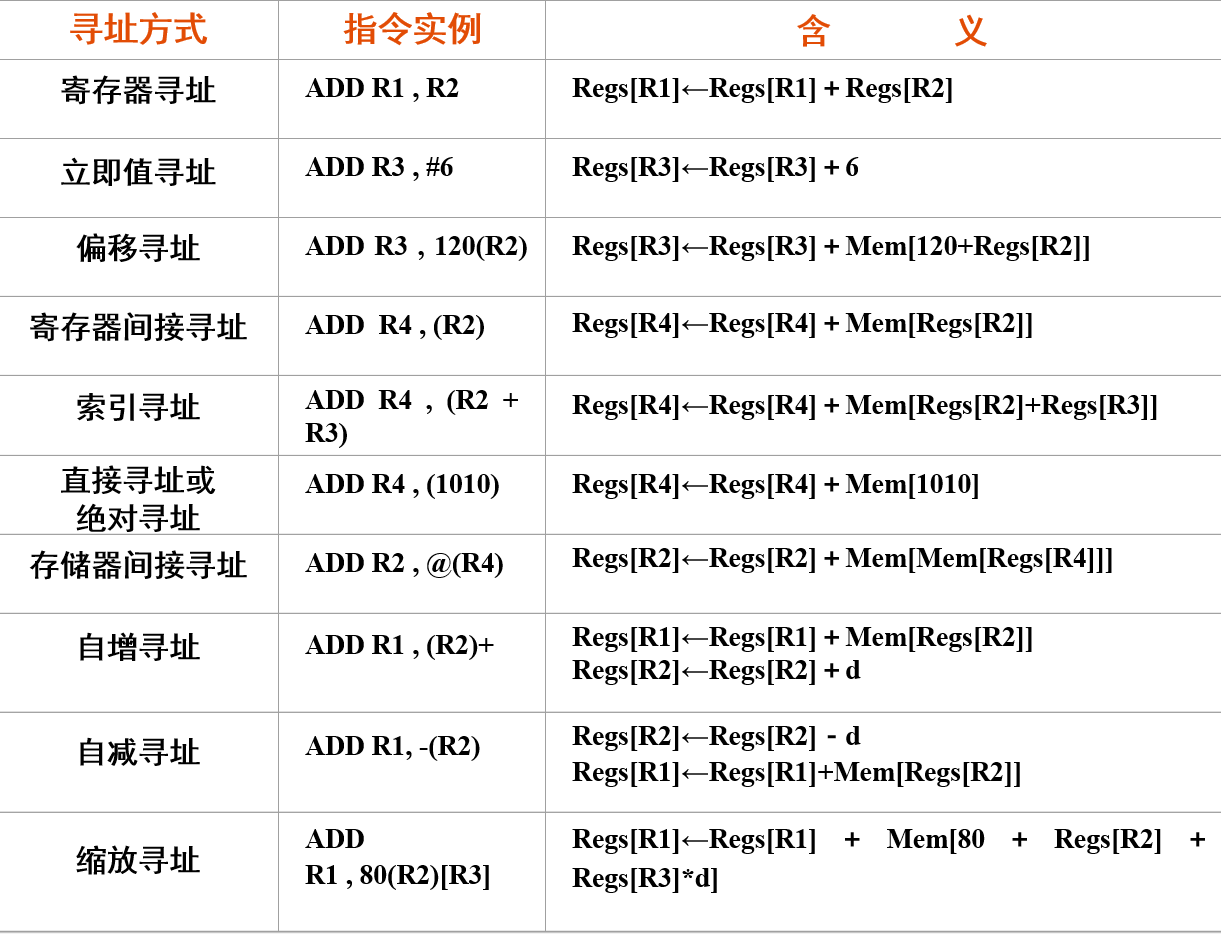 寻址方式 指令实例 含 义
寄存器寻址 ADD R1 , R2 Regs[R1]←Regs[R1] + Regs[R2]
立即值寻址 ADD R3 , #6 Regs[R3]←Regs[R3] + 6
偏移寻址 ADD R3 , 120(R2) Regs[R3]←Regs[R3] + Mem[120+Regs[R2]]
寄存器间接寻址 ADD R4 , (R2) Regs[R4]←Regs[R4] + Mem[Regs[R2]]
索引寻址
ADD R4 , (R2 +
R3)
Regs[R4]←Regs[R4] + Mem[Regs[R2]+Regs[R3]]
直接寻址或
绝对寻址
ADD R4 , (1010) Regs[R4]←Regs[R4] + Mem[1010]
存储器间接寻址 ADD R2 , @(R4) Regs[R2]←Regs[R2] + Mem[Mem[Regs[R4]]]
自增寻址 ADD R1 , (R2)+
Regs[R1]←Regs[R1] + Mem[Regs[R2]]
Regs[R2]←Regs[R2] + d
自减寻址 ADD R1, -(R2)
Regs[R2]←Regs[R2] - d
Regs[R1]←Regs[R1]+Mem[Regs[R2]]
缩放寻址
ADD
R1 , 80(R2)[R3]
Regs[R1]←Regs[R1] + Mem[80 + Regs[R2] +
Regs[R3]*d]